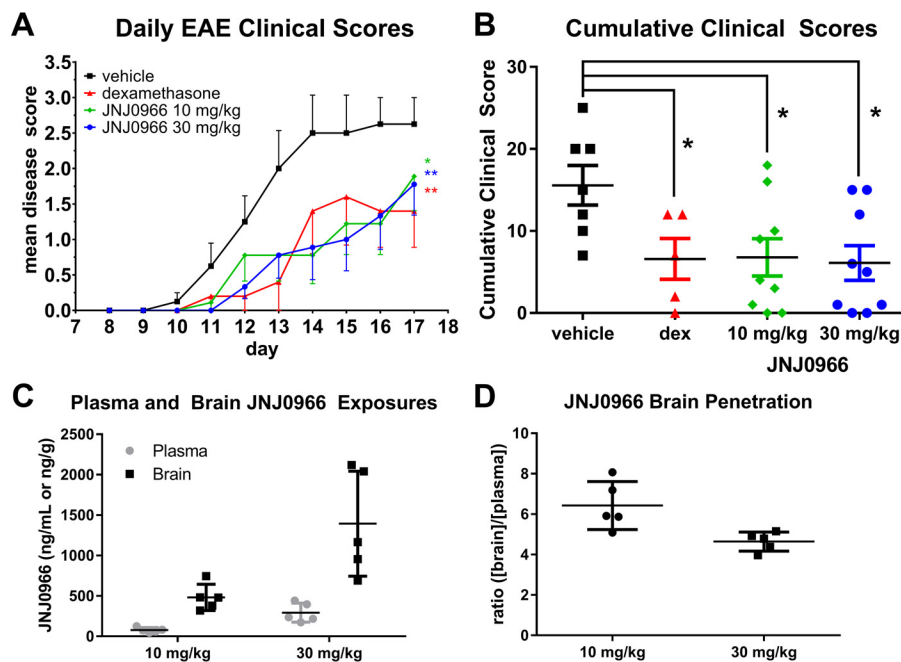 A
Daily EAE Clinical Scores
mean disease score
3.5
3.0
2.5
2.0
1.5
1.0
0.5
0.0
vehicle
dexamethasone
JNJ0966 10 mg/kg
JNJ0966 30 mg/kg
*
**
**
7 8 9 10 11 12 13 14 15 16 17 18
day
B
Cumulative Clinical Scores
Cumulative Clinical Score
30
20
10
0
* * *
vehicle dex 10 mg/kg 30 mg/kg
JNJ0966
C
Plasma and Brain JNJ0966 Exposures
JNJ0966 (ng/mL or ng/g)
2500
2000
1500
1000
500
0
Plasma
Brain
10 mg/kg 30 mg/kg
D
JNJ0966 Brain Penetration
ratio ([brain]/[plasma])
10
8
6
4
2
0
10 mg/kg 30 mg/kg